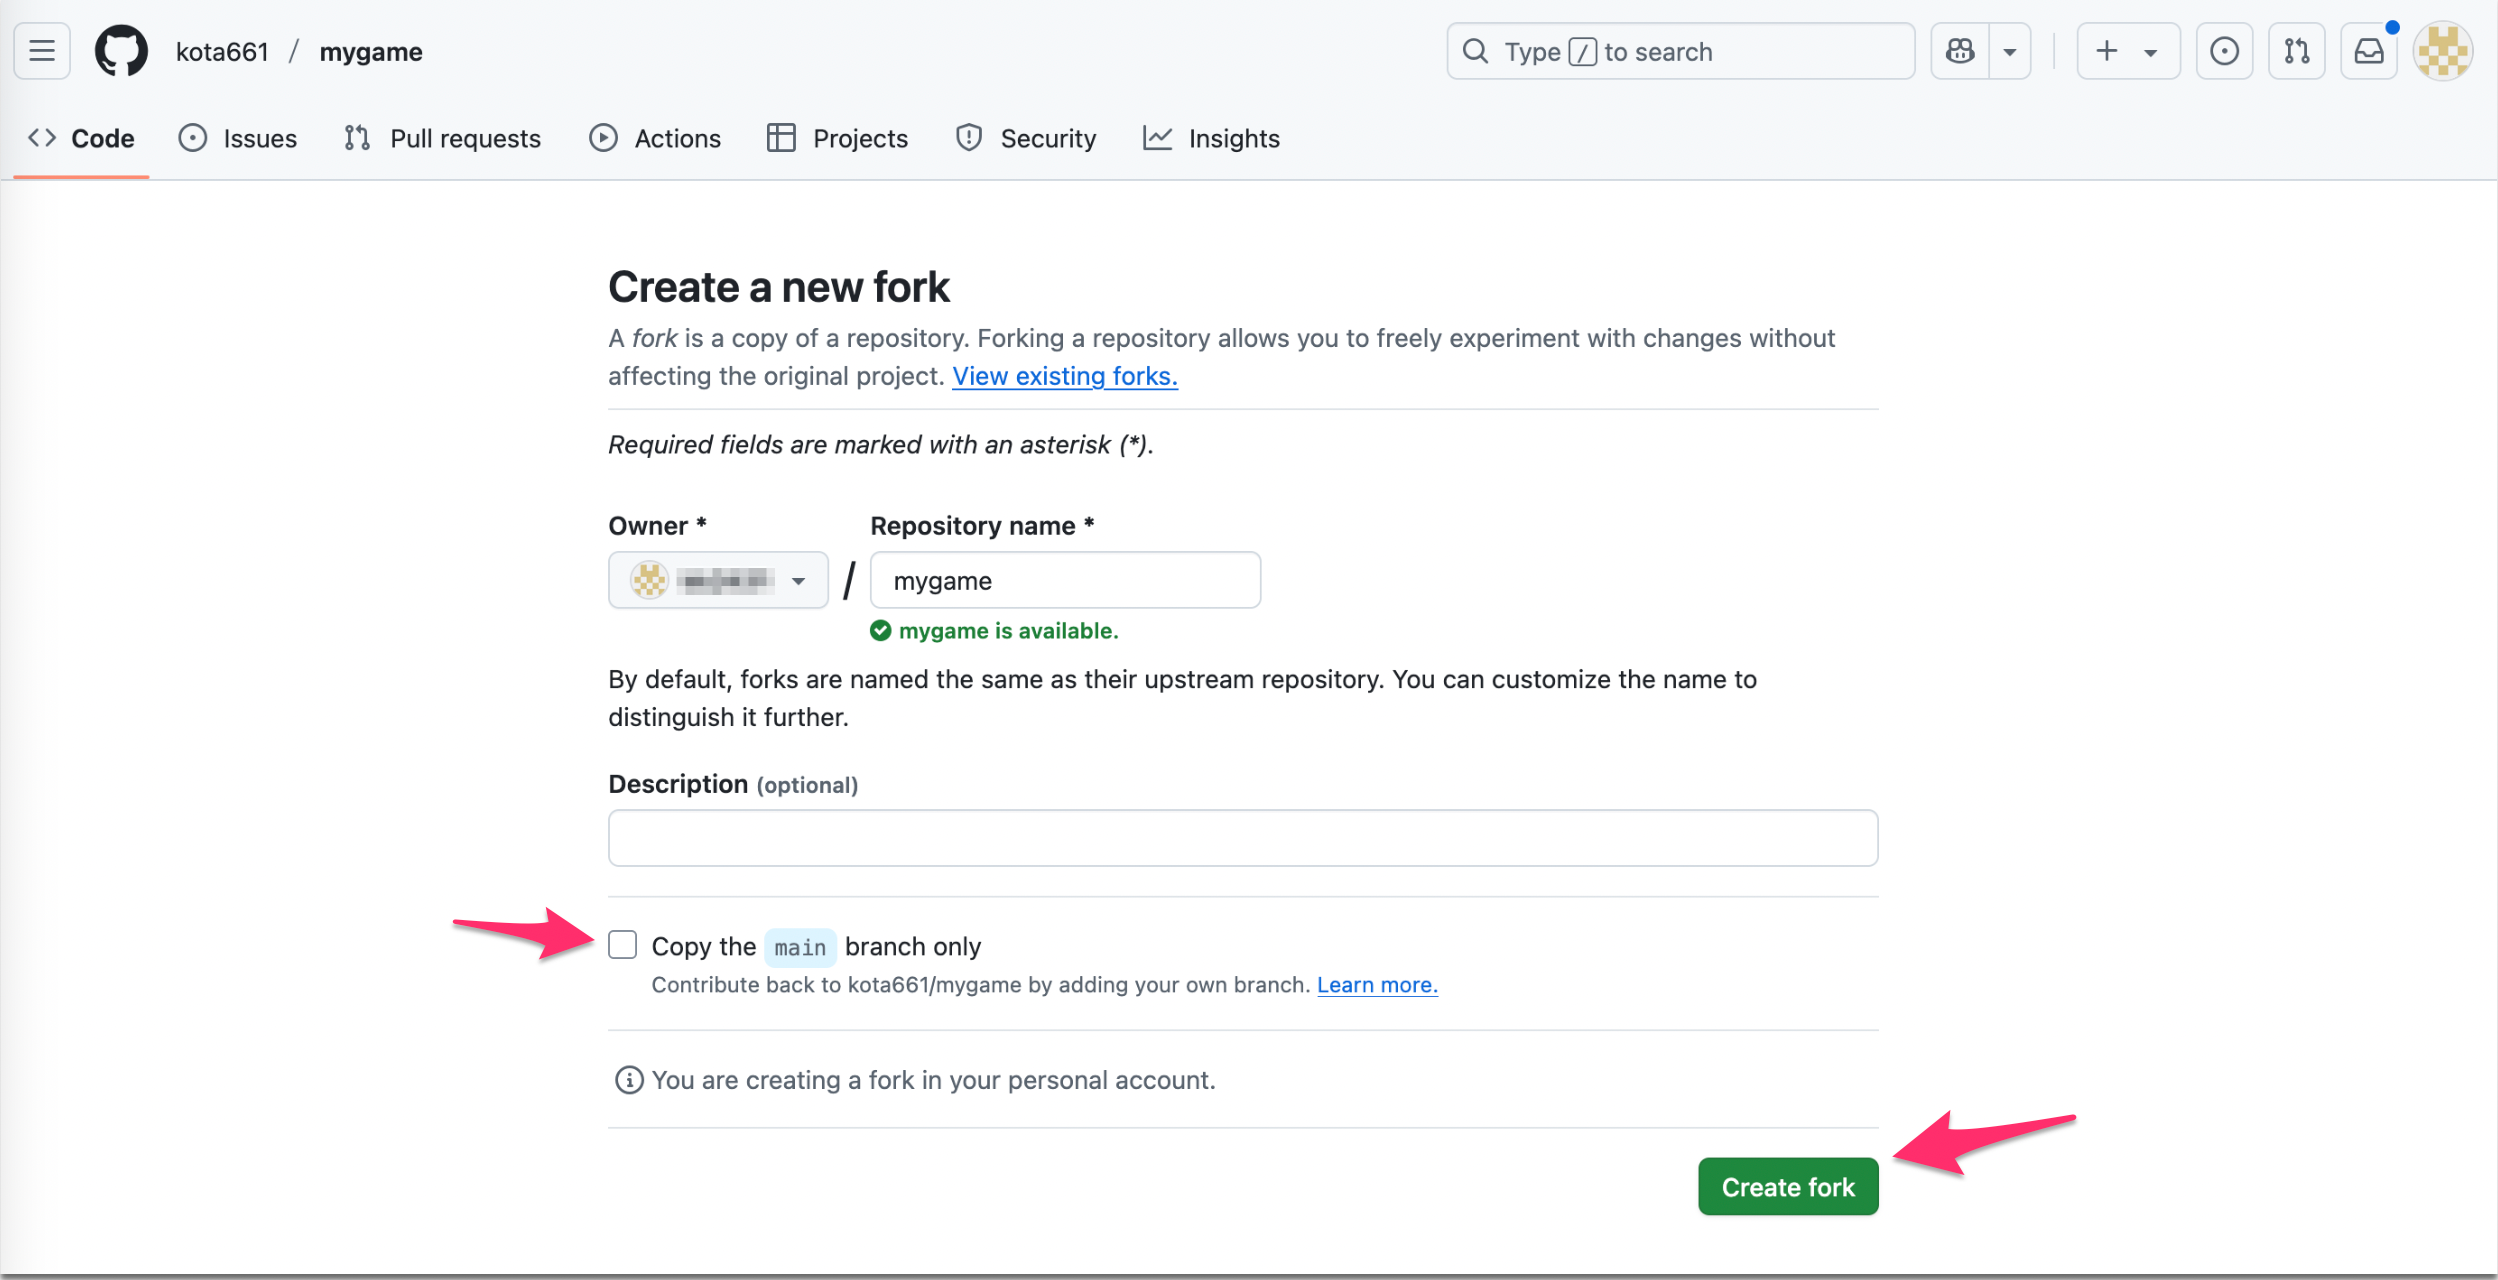 kota661 / mygame
Type / to search
Code Issues Pull requests Actions Projects Security Insights
Create a new fork
A fork is a copy of a repository. Forking a repository allows you to freely experiment with changes without
affecting the original project. View existing forks.
Required fields are marked with an asterisk (*).
Owner * Repository name *
/ mygame
mygame is available.
By default, forks are named the same as their upstream repository. You can customize the name to
distinguish it further.
Description (optional)
Copy the main branch only
Contribute back to kota661/mygame by adding your own branch. Learn more.
You are creating a fork in your personal account.
Create fork